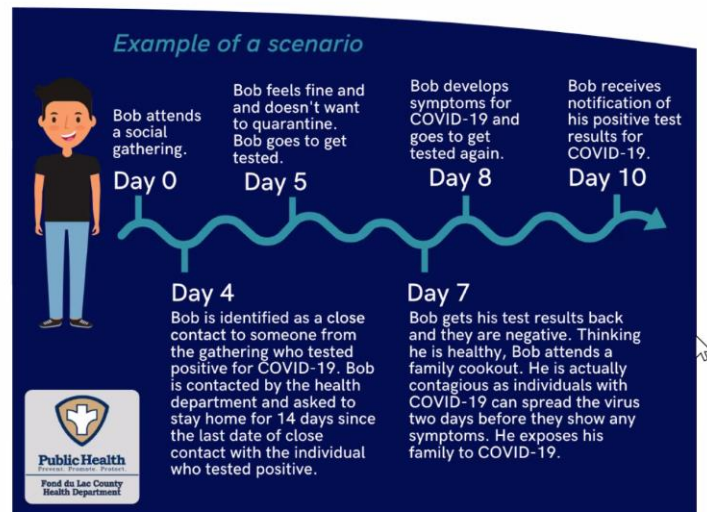 Example of a scenario
Bob attends
a social
gathering.
Day 0
Bob feels fine and
and doesn't want
to quarantine.
Bob goes to get
tested.
Day 5
Bob develops
symptoms for
COVID-19 and
goes to get
tested again.
Day 8
Bob receives
notification of
his positive test
results for
COVID-19.
Day 10
Day 4
Bob is identified as a close
contact to someone from
the gathering who tested
positive for COVID-19. Bob
is contacted by the health
department and asked to
stay home for 14 days since
the last date of close
contact with the individual
who tested positive.
Day 7
Bob gets his test results back
and they are negative. Thinking
he is healthy, Bob attends a
family cookout. He is actually
contagious as individuals with
COVID-19 can spread the virus
two days before they show any
symptoms. He exposes his
family to COVID-19.
Public Health
Prevent. Promote. Protect.
Fond du Lac County
Health Department